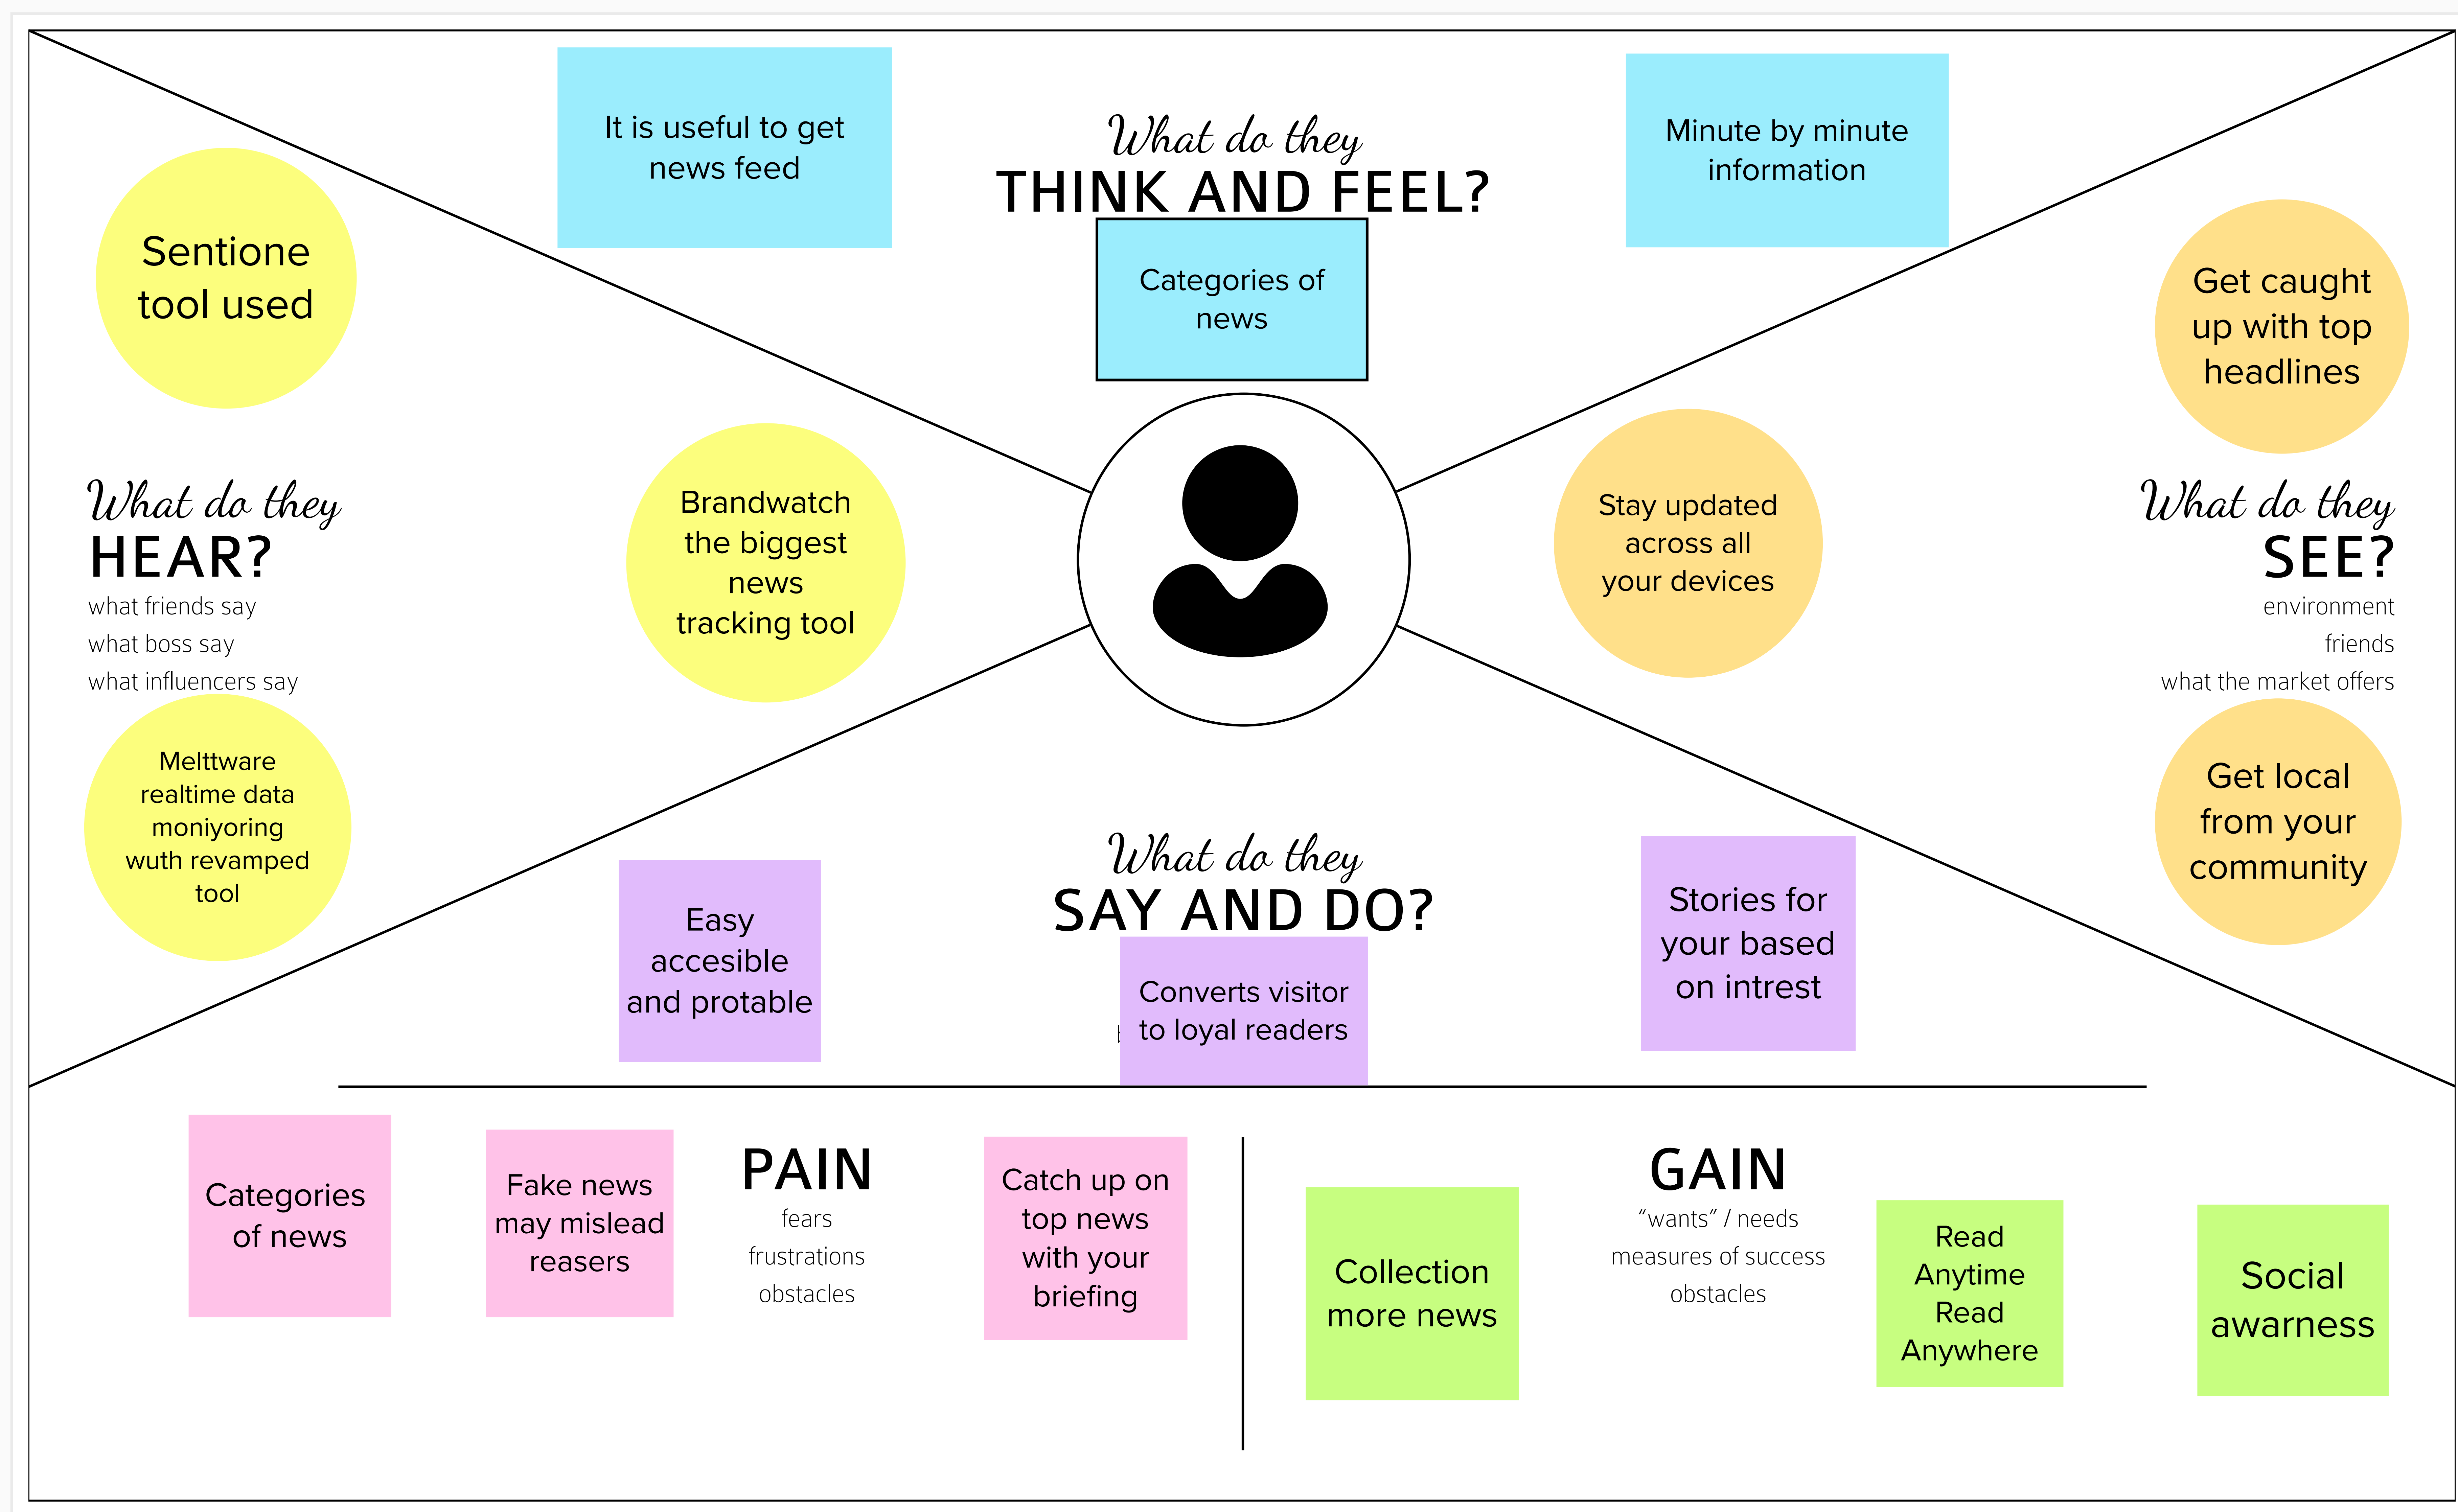 It is useful to get
news feed
What do they
THINK AND FEEL?
Categories of
news
Minute by minute
information
Sentione
tool used
What do they
HEAR?
what friends say
what boss say
what influencers say
Brandwatch
the biggest
news
tracking tool
Melttware
realtime data
moniyoring
wuth revamped
tool
Get caught
up with top
headlines
Stay updated
across all
your devices
What do they
SEE?
environment
friends
what the market offers
Get local
from your
community
What do they
SAY AND DO?
Easy
accesible
and protable
Converts visitor
to loyal readers
Stories for
your based
on intrest
PAIN
fears
frustrations
obstacles
Categories
of news
Fake news
may mislead
reasers
Catch up on
top news
with your
briefing
GAIN
“wants” / needs
measures of success
obstacles
Collection
more news
Read
Anytime
Read
Anywhere
Social
awarness